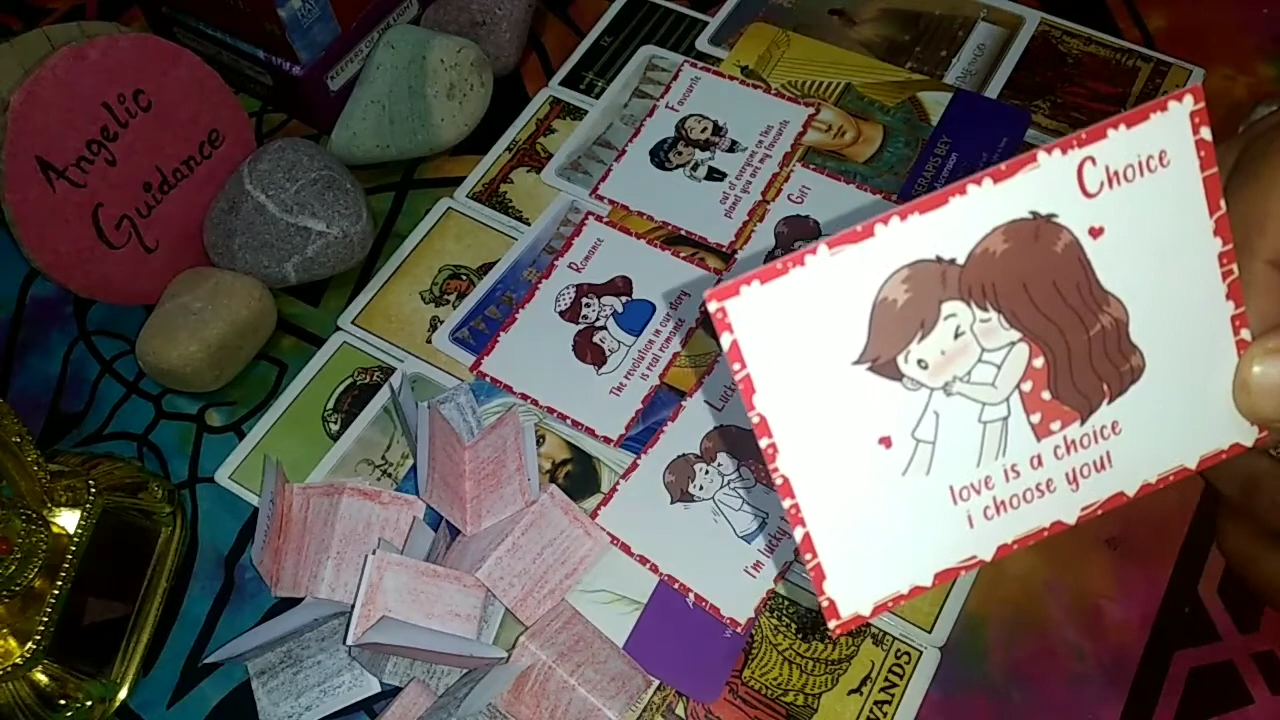 KEEPERS OF THE LIGHT
Angelic
Guidance
Favourite
out of everyone on this
planet you are my favourite
SERAPIS BEY
Ascension
Gift
Choice
love is a choice
i choose you!
Romance
The revolution in our story
is real romance
I'm lucky
WANDS